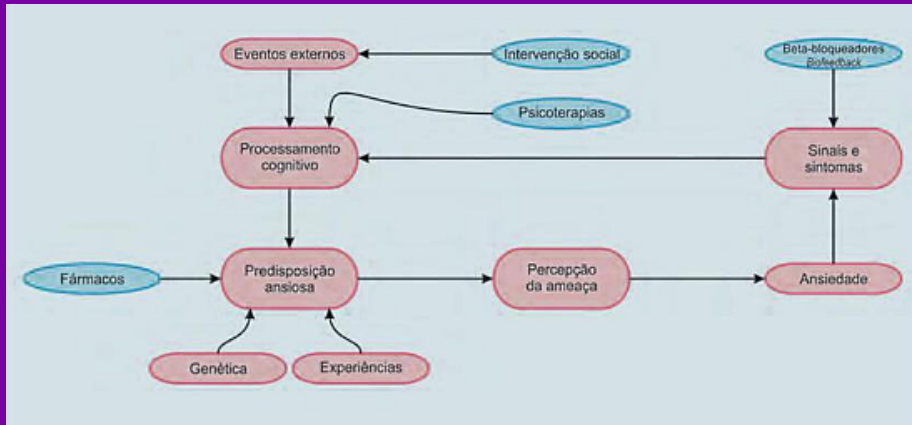 Eventos externos
Intervenção social
Beta-bloqueadores
Biofeedback
Psicoterapias
Processamento
cognitivo
Sinais e
sintomas
Fármacos
Predisposição
ansiosa
Percepção
da ameaça
Ansiedade
Genética
Experiências